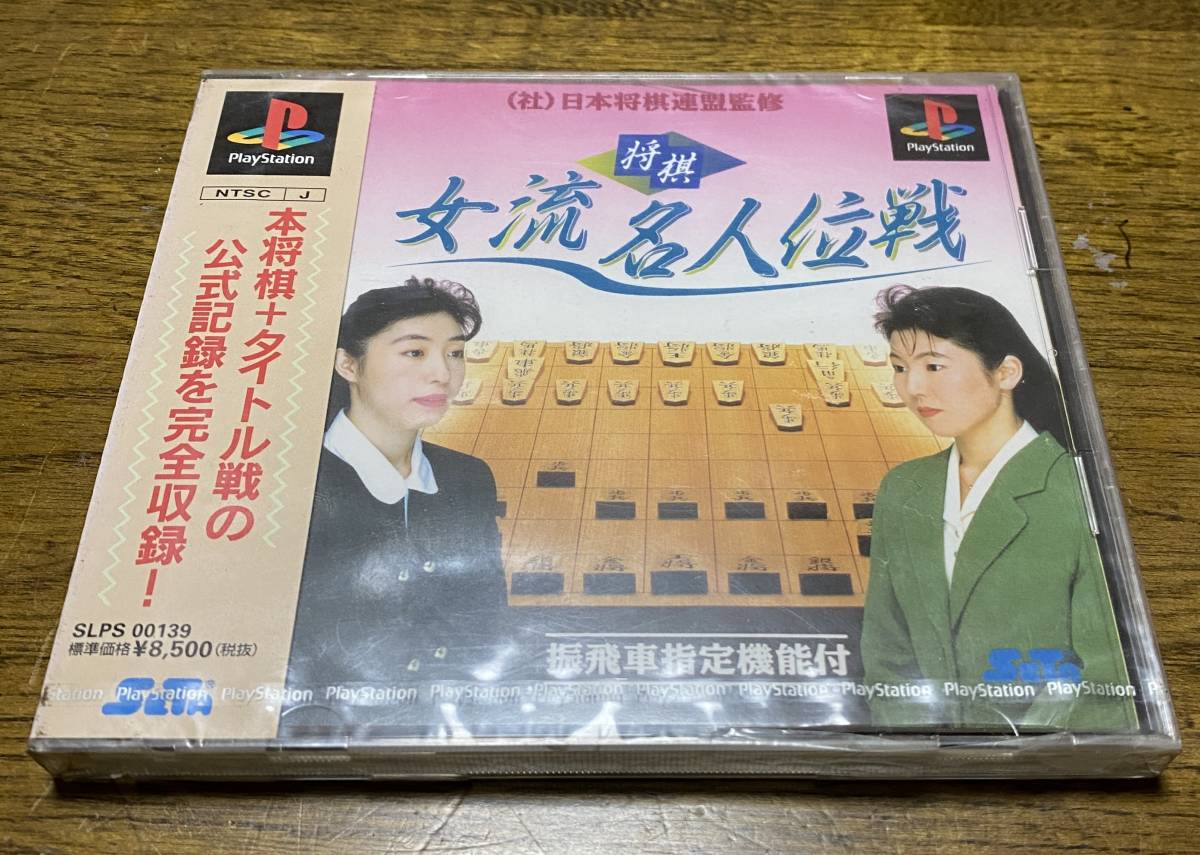 PlayStation
NTSC J
本将棋+タイトル戦の
公式記録を完全収録!
SLPS 00139
標準価格¥8,500(税抜)
SETA
(社)日本将棋連盟監修
PlayStation
将棋
女流名人位戦
振飛車指定機能付
SETA
Station PlayStation PlayStation PlayStation PlayStation PlayStation PlayStation PlayStation PlayStation PlayStation PlayStation